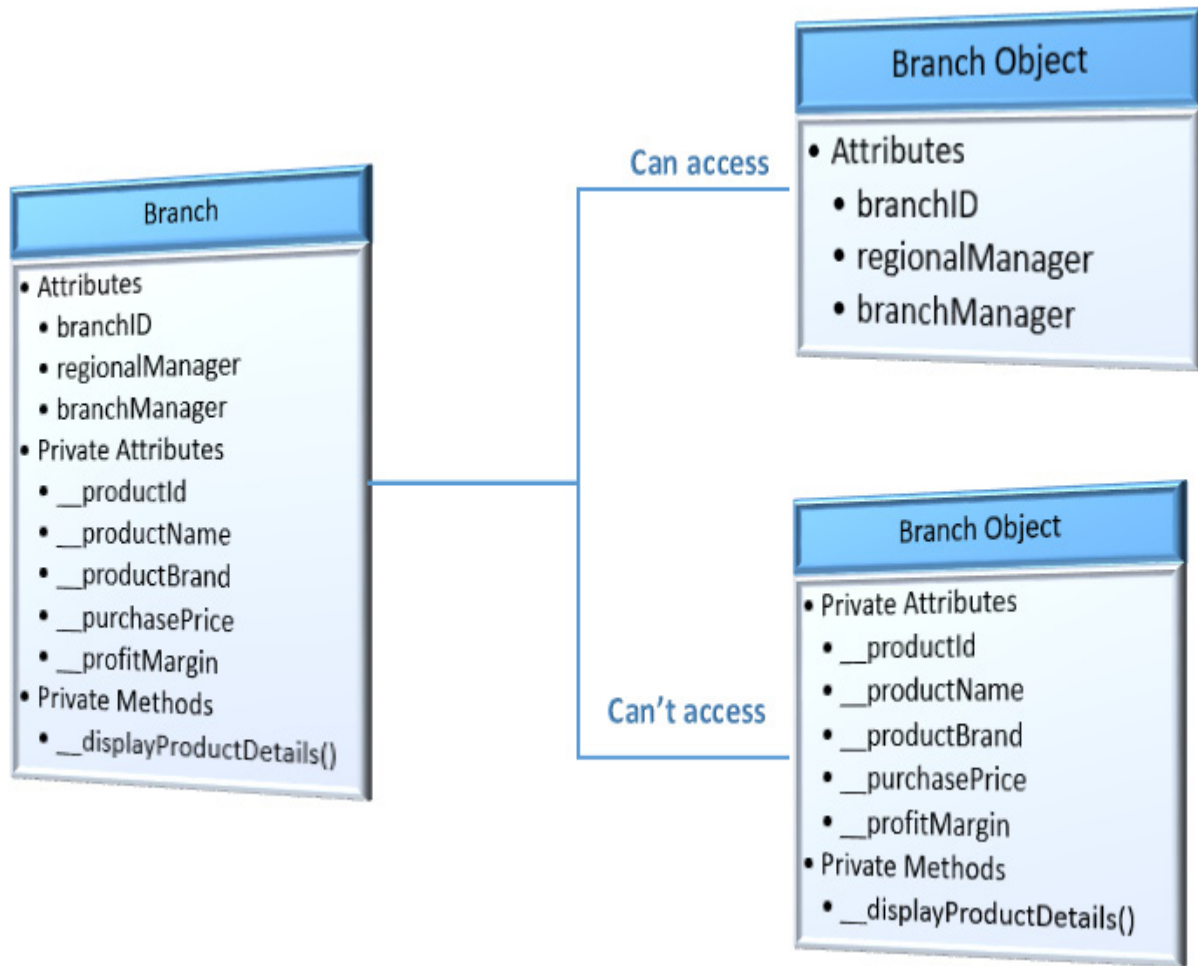 Branch
• Attributes
• branchID
• regionalManager
• branchManager
• Private Attributes
• __productId
• __productName
• __productBrand
• __purchasePrice
• __profitMargin
• Private Methods
• __displayProductDetails()
Can access
Branch Object
• Attributes
• branchID
• regionalManager
• branchManager
Can't access
Branch Object
• Private Attributes
• __productId
• __productName
• __productBrand
• __purchasePrice
• __profitMargin
• Private Methods
• __displayProductDetails()